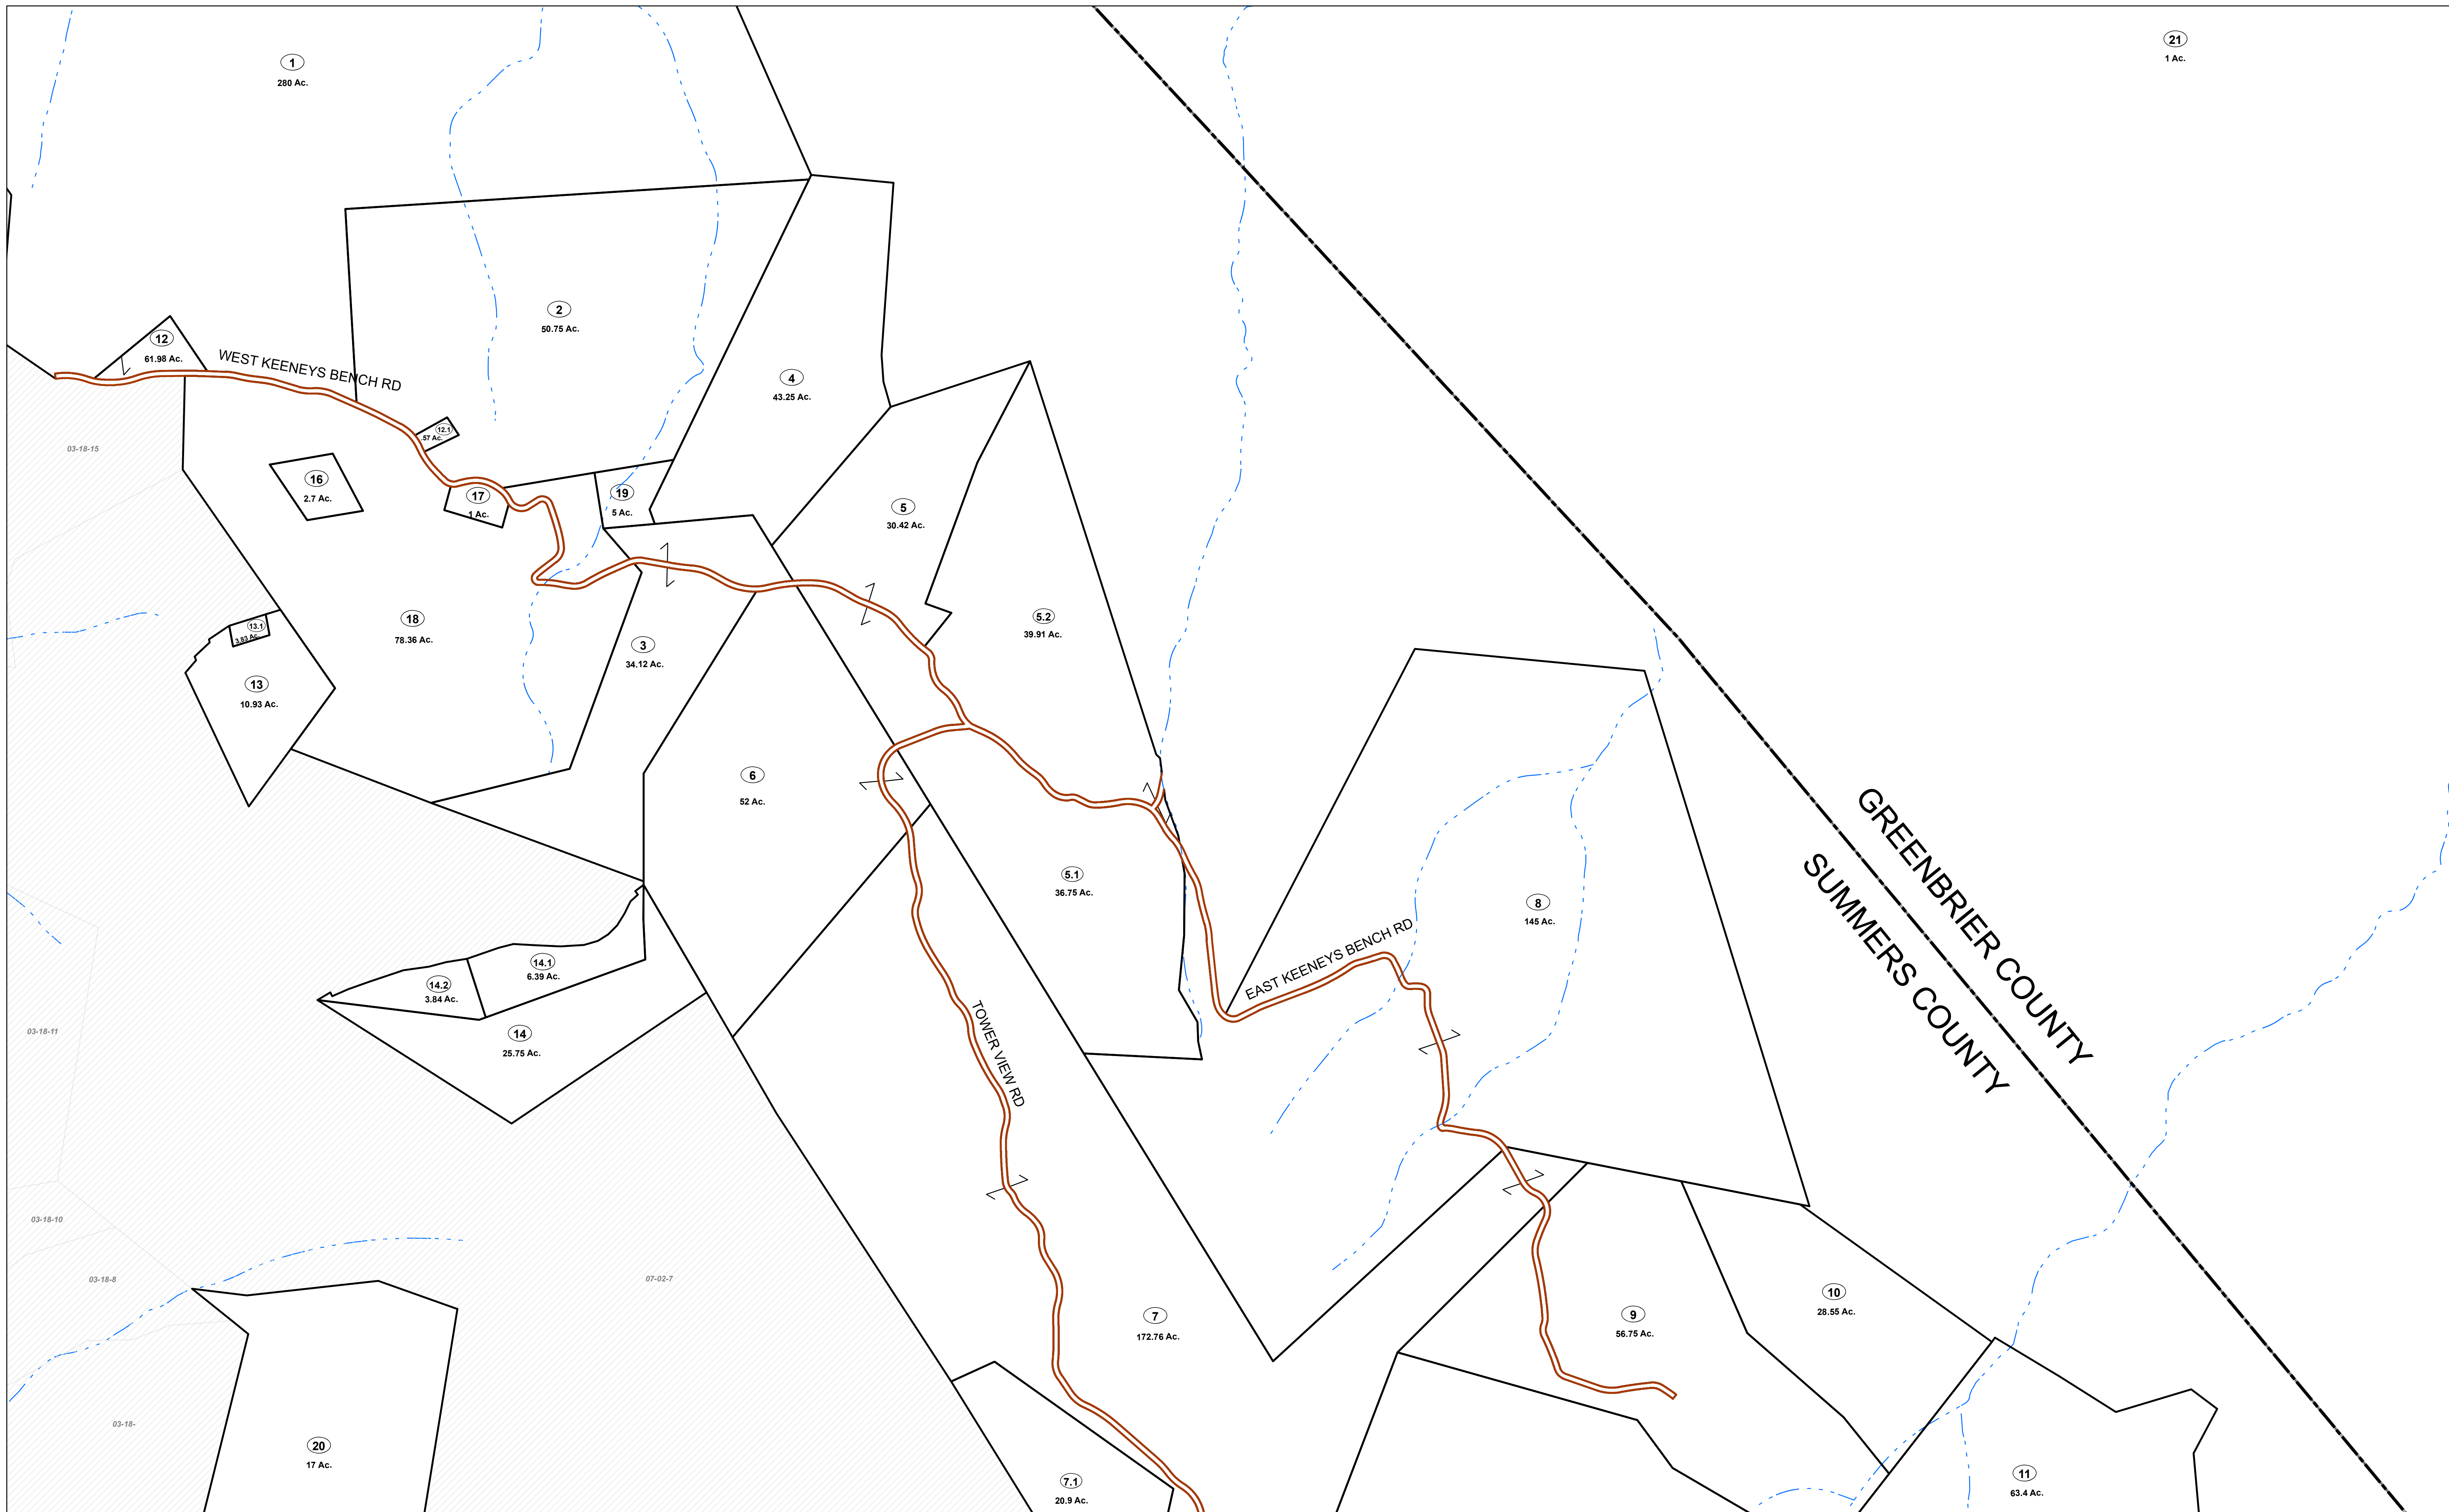 1
280 Ac.
21
1 Ac.
2
50.75 Ac.
12
61.98 Ac.
WEST KEENEYS BENCH RD
4
43.25 Ac.
12.1
.57 Ac.
03-18-15
16
2.7 Ac.
17
1 Ac.
19
5 Ac.
5
30.42 Ac.
18
78.36 Ac.
3
34.12 Ac.
5.2
39.91 Ac.
13.1
3.83 Ac.
13
10.93 Ac.
6
52 Ac.
5.1
36.75 Ac.
8
145 Ac.
GREENBRIER COUNTY
SUMMERS COUNTY
EAST KEENEYS BENCH RD
14.1
6.39 Ac.
14.2
3.84 Ac.
14
25.75 Ac.
TOWER VIEW RD
03-18-11
03-18-10
03-18-8
07-02-7
7
172.76 Ac.
9
56.75 Ac.
10
28.55 Ac.
03-18-
20
17 Ac.
7.1
20.9 Ac.
11
63.4 Ac.